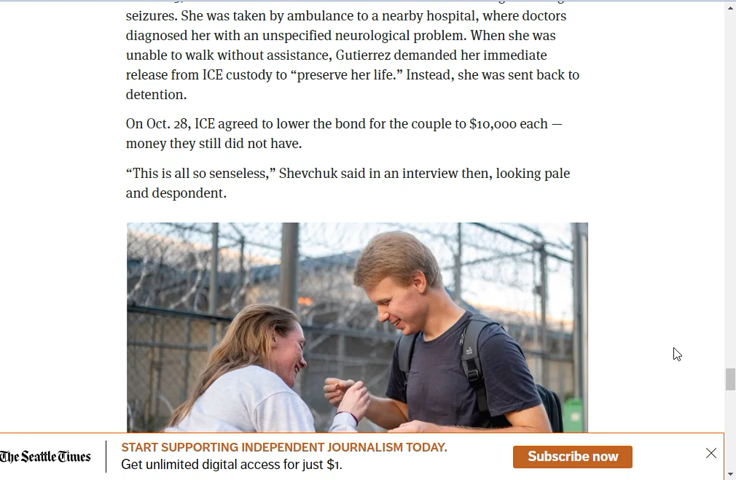 seizures. She was taken by ambulance to a nearby hospital, where doctors
diagnosed her with an unspecified neurological problem. When she was
unable to walk without assistance, Gutierrez demanded her immediate
release from ICE custody to “preserve her life.” Instead, she was sent back to
detention.
On Oct. 28, ICE agreed to lower the bond for the couple to $10,000 each —
money they still did not have.
“This is all so senseless,” Shevchuk said in an interview then, looking pale
and despondent.
The Seattle Times
START SUPPORTING INDEPENDENT JOURNALISM TODAY.
Get unlimited digital access for just $1.
Subscribe now